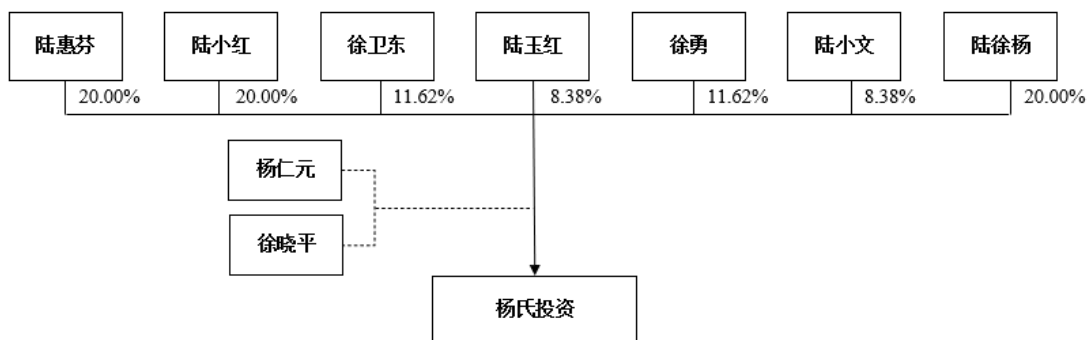 陆惠芬 陆小红 徐卫东 陆玉红 徐勇 陆小文 陆徐杨
20.00% 20.00% 11.62% 8.38% 11.62% 8.38% 20.00%
杨仁元
徐晓平
杨氏投资